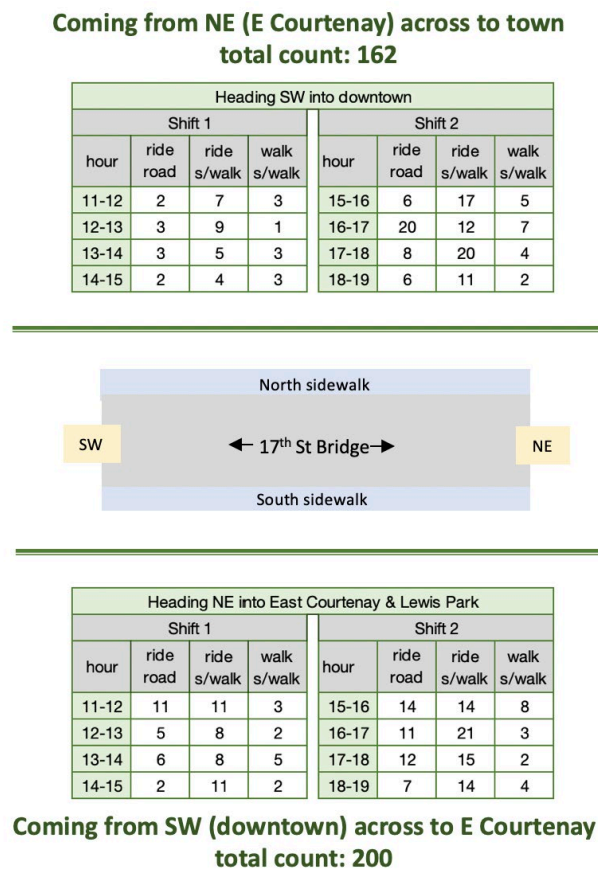 Coming from NE (E Courtenay) across to town
total count: 162
Heading SW into downtown
Shift 1 Shift 2
hour ride road ride s/walk walk s/walk hour ride road ride s/walk walk s/walk
11-12 2 7 3 15-16 6 17 5
12-13 3 9 1 16-17 20 12 7
13-14 3 5 3 17-18 8 20 4
14-15 2 4 3 18-19 6 11 2
North sidewalk
SW 17th St Bridge NE
South sidewalk
Heading NE into East Courtenay & Lewis Park
Shift 1 Shift 2
hour ride road ride s/walk walk s/walk hour ride road ride s/walk walk s/walk
11-12 11 11 3 15-16 14 14 8
12-13 5 8 2 16-17 11 21 3
13-14 6 8 5 17-18 12 15 2
14-15 2 11 2 18-19 7 14 4
Coming from SW (downtown) across to E Courtenay
total count: 200